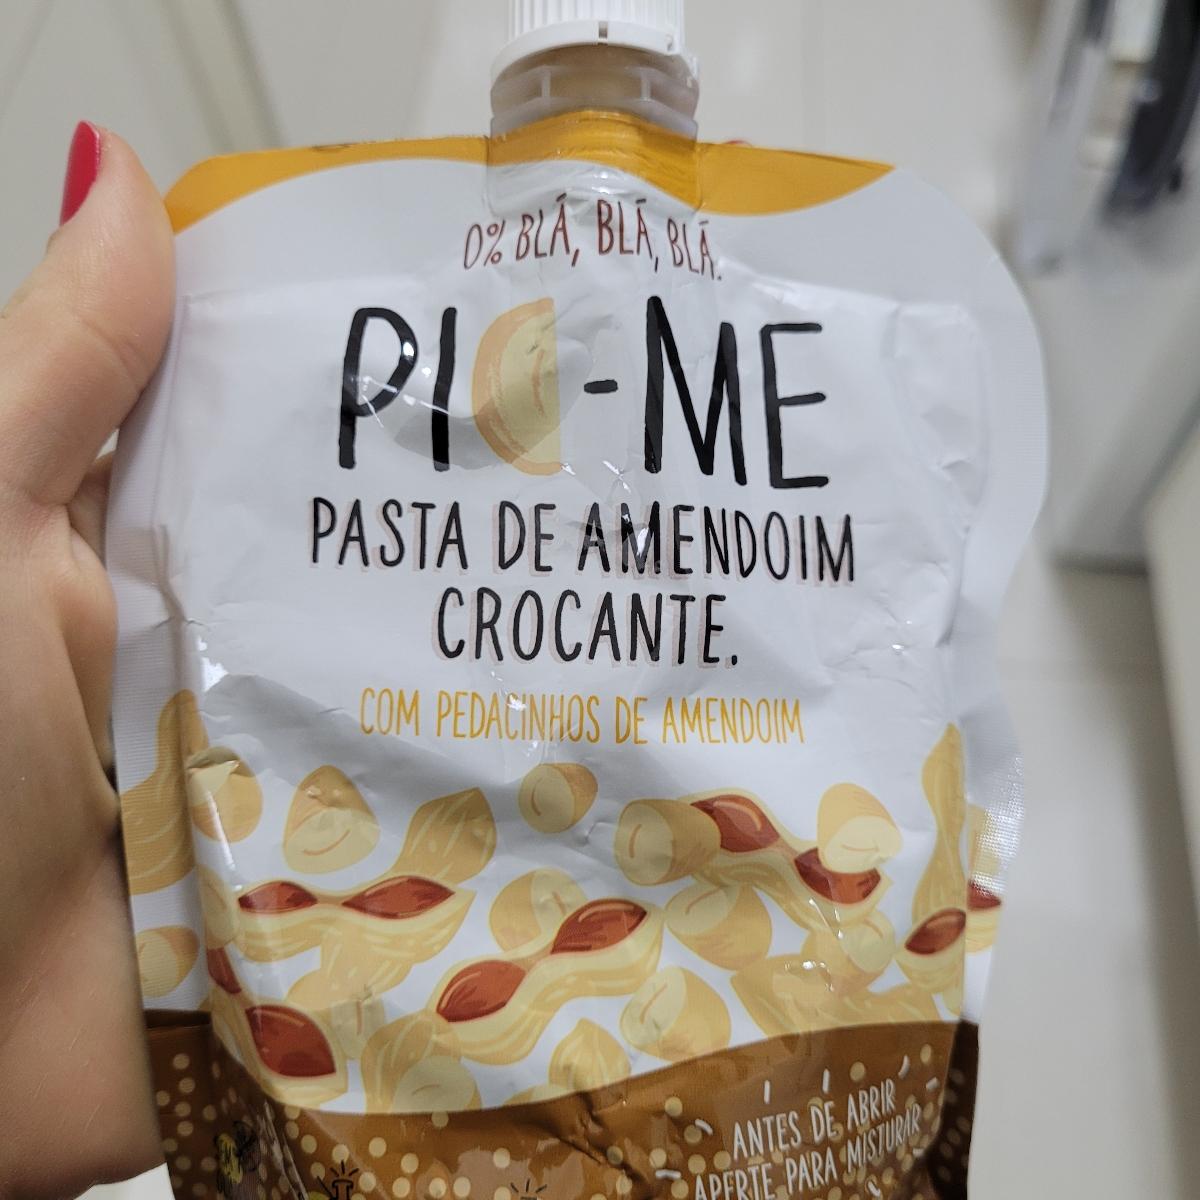 0% BLÁ, BLÁ, BLÁ.
PIC-ME
PASTA DE AMENDOIM
CROCANTE.
COM PEDACINHOS DE AMENDOIM
ANTES DE ABRIR
APERTE PARA MISTURAR